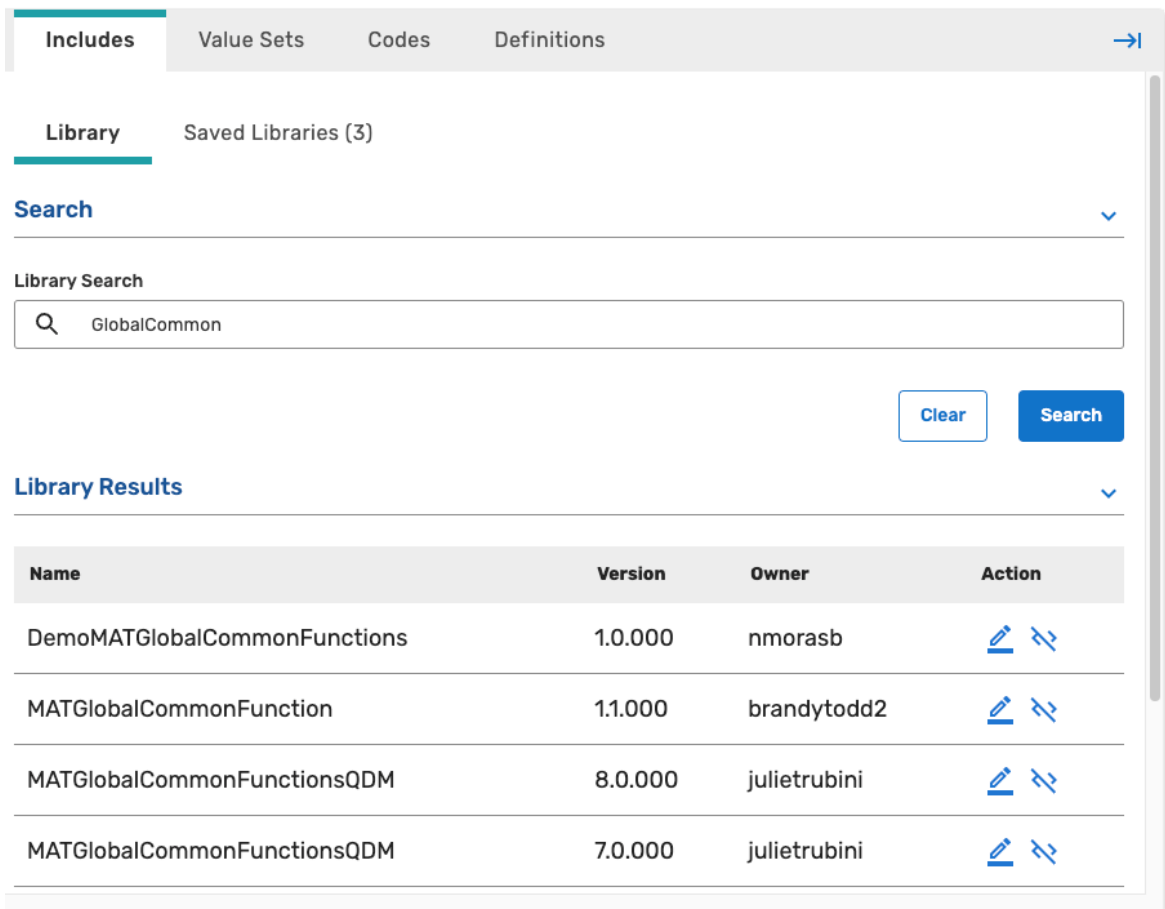 Includes Value Sets Codes Definitions
Library Saved Libraries (3)
Search
Library Search
GlobalCommon
Clear Search
Library Results
Name Version Owner Action
DemoMATGlobalCommonFunctions 1.0.000 nmorasb
MATGlobalCommonFunction 1.1.000 brandytodd2
MATGlobalCommonFunctionsQDM 8.0.000 julietrubini
MATGlobalCommonFunctionsQDM 7.0.000 julietrubini